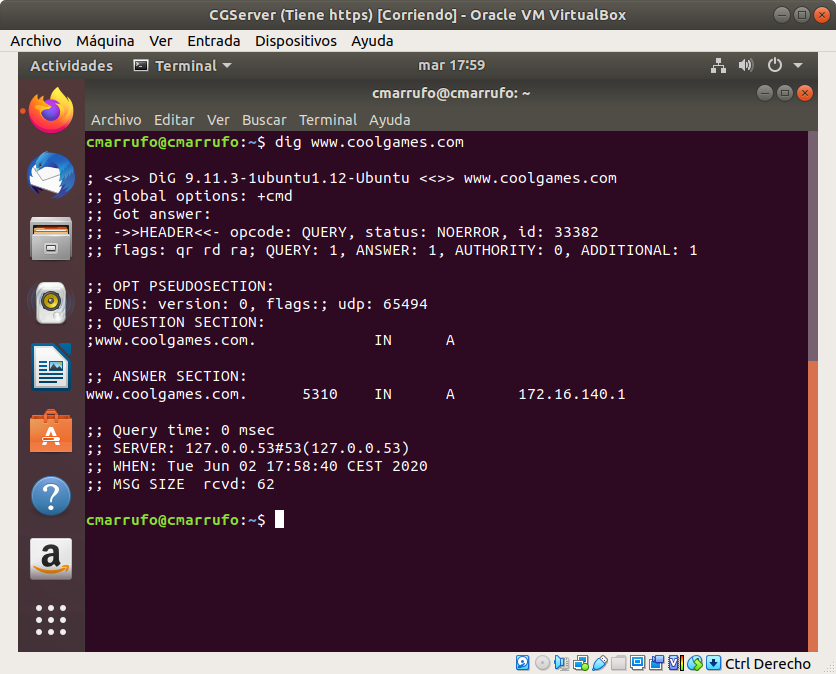 CGServer (Tiene https) [Corriendo] - Oracle VM VirtualBox
Archivo Máquina Ver Entrada Dispositivos Ayuda
Actividades Terminal mar 17:59
cmarrufo@cmarrufo: ~
Archivo Editar Ver Buscar Terminal Ayuda
cmarrufo@cmarrufo:~$ dig www.coolgames.com
; <<>> DiG 9.11.3-1ubuntu1.12-Ubuntu <<>> www.coolgames.com
;; global options: +cmd
;; Got answer:
;; ->>HEADER<<- opcode: QUERY, status: NOERROR, id: 33382
;; flags: qr rd ra; QUERY: 1, ANSWER: 1, AUTHORITY: 0, ADDITIONAL: 1
;; OPT PSEUDOSECTION:
; EDNS: version: 0, flags:; udp: 65494
;; QUESTION SECTION:
;www.coolgames.com. IN A
;; ANSWER SECTION:
www.coolgames.com. 5310 IN A 172.16.140.1
;; Query time: 0 msec
;; SERVER: 127.0.0.53#53(127.0.0.53)
;; WHEN: Tue Jun 02 17:58:40 CEST 2020
;; MSG SIZE rcvd: 62
cmarrufo@cmarrufo:~$
Ctrl Derecho